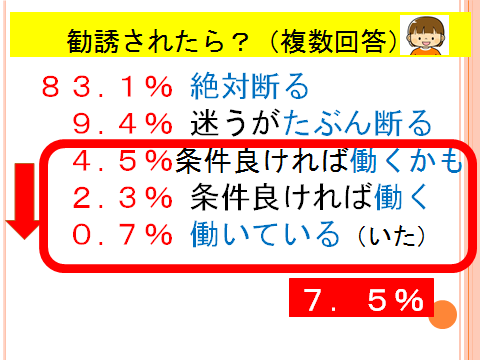 勧誘されたら？（複数回答）
８３.１％ 絶対断る
９.４％ 迷うがたぶん断る
４.５％条件良ければ働くかも
２.３％ 条件良ければ働く
０.７％ 働いている（いた）
７.５％